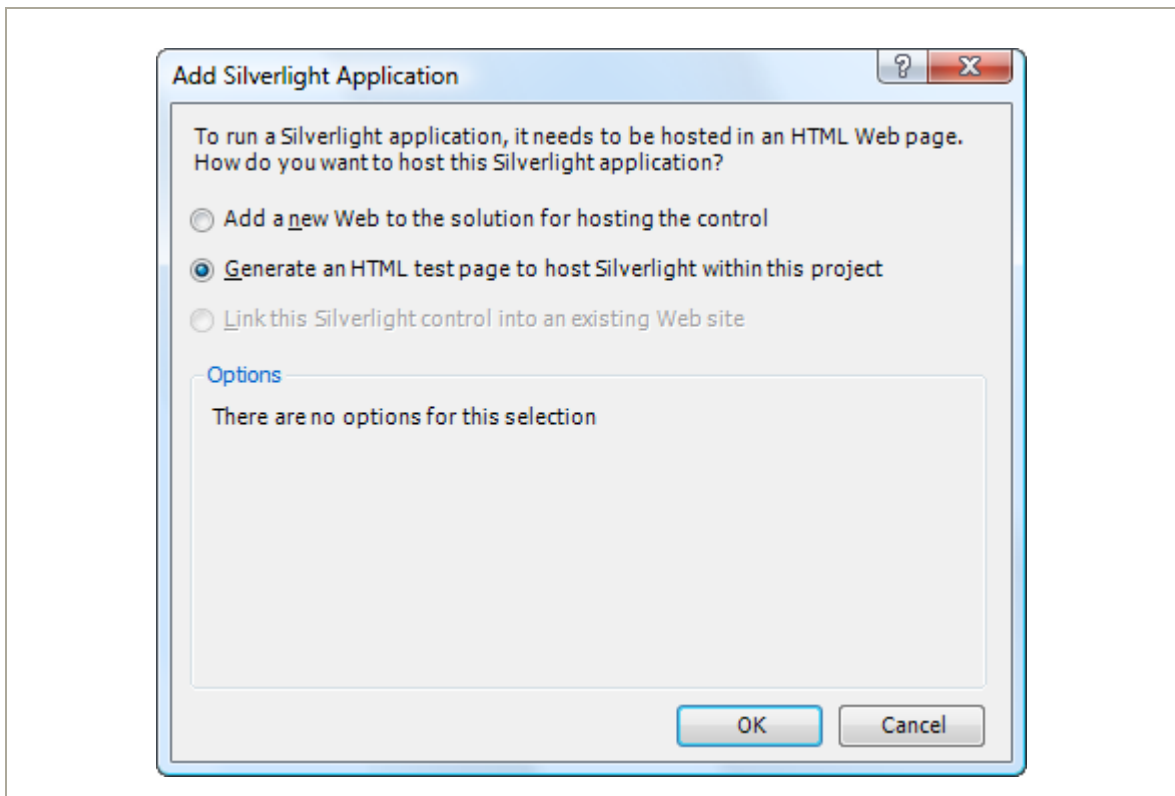 Add Silverlight Application
To run a Silverlight application, it needs to be hosted in an HTML Web page.
How do you want to host this Silverlight application?
Add a new Web to the solution for hosting the control
Generate an HTML test page to host Silverlight within this project
Link this Silverlight control into an existing Web site
Options
There are no options for this selection
OK Cancel